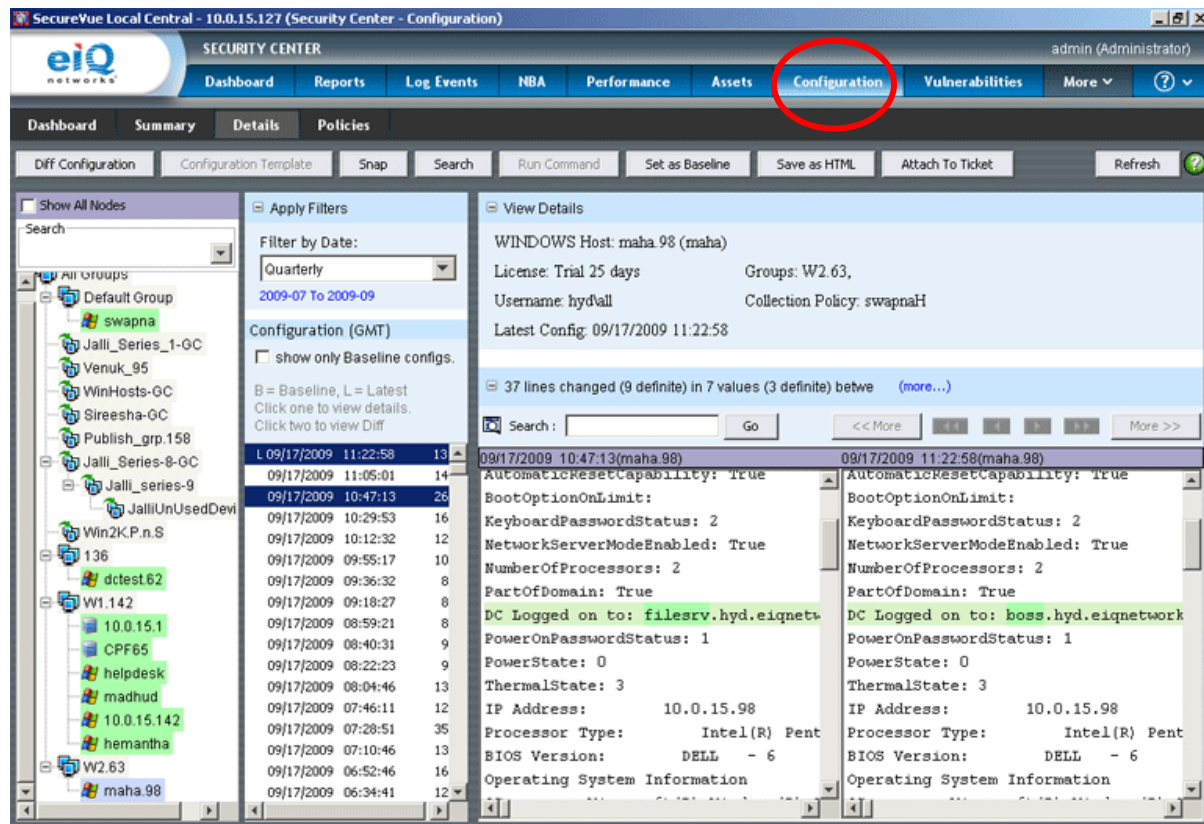 SecureVue Local Central - 10.0.15.127 (Security Center - Configuration)
eiQ
networks
SECURITY CENTER
admin (Administrator)
Dashboard Reports Log Events NBA Performance Assets Configuration Vulnerabilities More
Dashboard Summary Details Policies
Diff Configuration Configuration Template Snap Search Run Command Set as Baseline Save as HTML Attach To Ticket Refresh
Show All Nodes
Search
All Groups
Default Group
swapna
Jalli_Series_1-GC
Venuk_95
WinHosts-GC
Sireesha-GC
Publish_grp.158
Jalli_Series-8-GC
Jalli_series-9
JalliUnUsedDevi
Win2K.P.n.S
136
dctest.62
W1.142
10.0.15.1
CPF65
helpdesk
madhud
10.0.15.142
hemantha
W2.63
maha.98
Apply Filters
Filter by Date:
Quarterly
2009-07 To 2009-09
Configuration (GMT)
show only Baseline configs.
B = Baseline, L = Latest
Click one to view details.
Click two to view Diff
L 09/17/2009 11:22:58 13
09/17/2009 11:05:01 14
09/17/2009 10:47:13 26
09/17/2009 10:29:53 16
09/17/2009 10:12:32 12
09/17/2009 09:55:17 10
09/17/2009 09:36:32 8
09/17/2009 09:18:27 8
09/17/2009 08:59:21 8
09/17/2009 08:40:31 9
09/17/2009 08:22:23 9
09/17/2009 08:04:46 13
09/17/2009 07:46:11 12
09/17/2009 07:28:51 35
09/17/2009 07:10:46 13
09/17/2009 06:52:46 16
09/17/2009 06:34:41 12
View Details
WINDOWS Host: maha.98 (maha)
License: Trial 25 days Groups: W2.63,
Username: hyd\all Collection Policy: swapnaH
Latest Config: 09/17/2009 11:22:58
37 lines changed (9 definite) in 7 values (3 definite) betwe (more...)
Search : Go << More More >>
09/17/2009 10:47:13(maha.98)
AutomaticResetCapability: True
BootOptionOnLimit:
KeyboardPasswordStatus: 2
NetworkServerModeEnabled: True
NumberOfProcessors: 2
PartOfDomain: True
DC Logged on to: filesrv.hyd.eiqnetw
PowerOnPasswordStatus: 1
PowerState: 0
ThermalState: 3
IP Address: 10.0.15.98
Processor Type: Intel(R) Pent
BIOS Version: DELL - 6
Operating System Information
09/17/2009 11:22:58(maha.98)
AutomaticResetCapability: True
BootOptionOnLimit:
KeyboardPasswordStatus: 2
NetworkServerModeEnabled: True
NumberOfProcessors: 2
PartOfDomain: True
DC Logged on to: boss.hyd.eiqnetwork
PowerOnPasswordStatus: 1
PowerState: 0
ThermalState: 3
IP Address: 10.0.15.98
Processor Type: Intel(R) Pent
BIOS Version: DELL - 6
Operating System Information